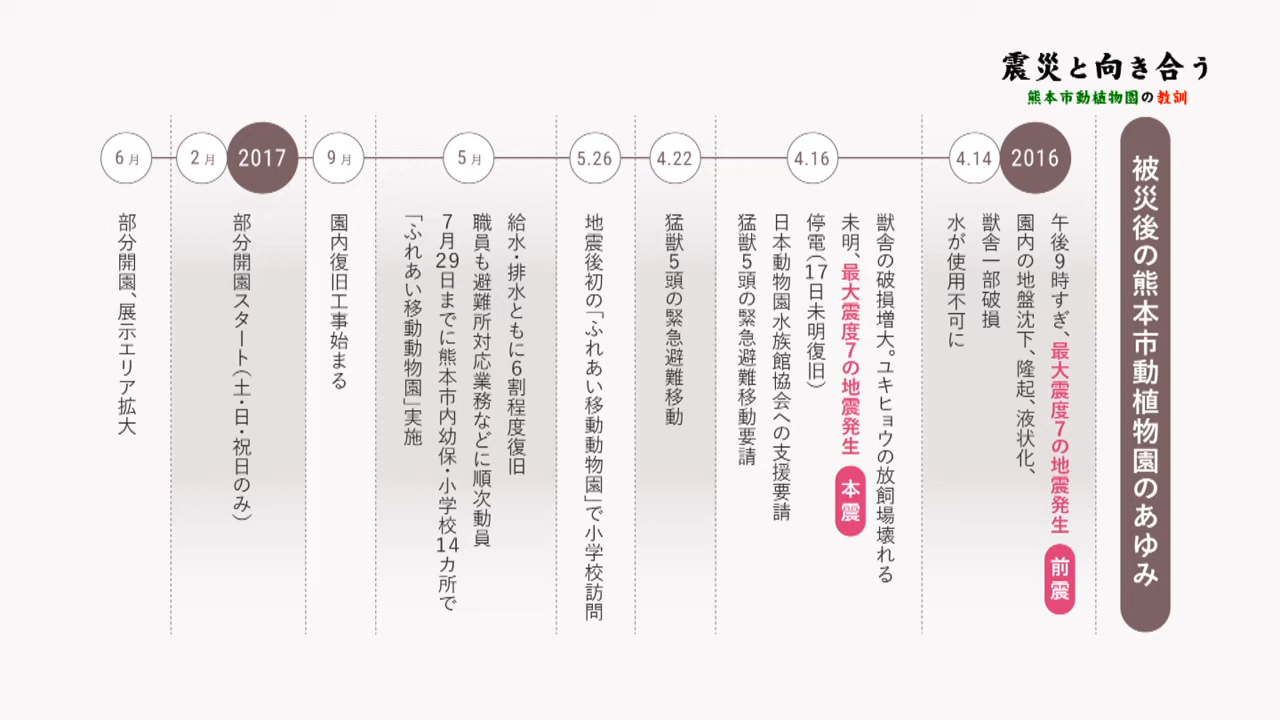 震災と向き合う
熊本市動植物園の教訓
被災後の熊本市動植物園のあゆみ
2016
4.14
午後9時すぎ、最大震度7の地震発生 前震
園内の地盤沈下、隆起、液状化、
獣舎一部破損
水が使用不可に
4.16
獣舎の破損増大。ユキヒョウの放飼場壊れる
未明、最大震度7の地震発生 本震
停電(17日未明復旧)
日本動物園水族館協会への支援要請
猛獣5頭の緊急避難移動要請
4.22
猛獣5頭の緊急避難移動
5.26
地震後初の「ふれあい移動動物園」で小学校訪問
5月
給水・排水ともに6割程度復旧
職員も避難所対応業務などに順次動員
7月29日までに熊本市内幼保・小学校14カ所で
「ふれあい移動動物園」実施
9月
園内復旧工事始まる
2017
2月
部分開園スタート(土・日・祝日のみ)
6月
部分開園、展示エリア拡大